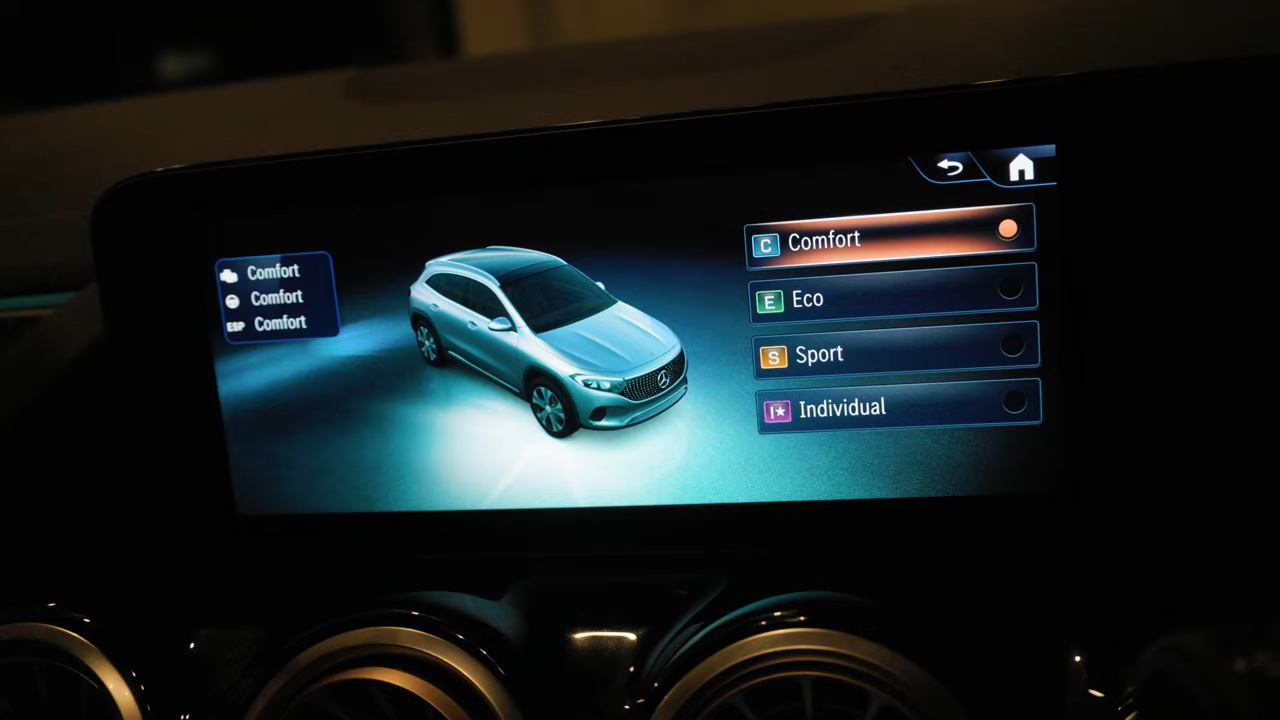 Comfort
Comfort
ESP Comfort
C Comfort
E Eco
S Sport
I★ Individual